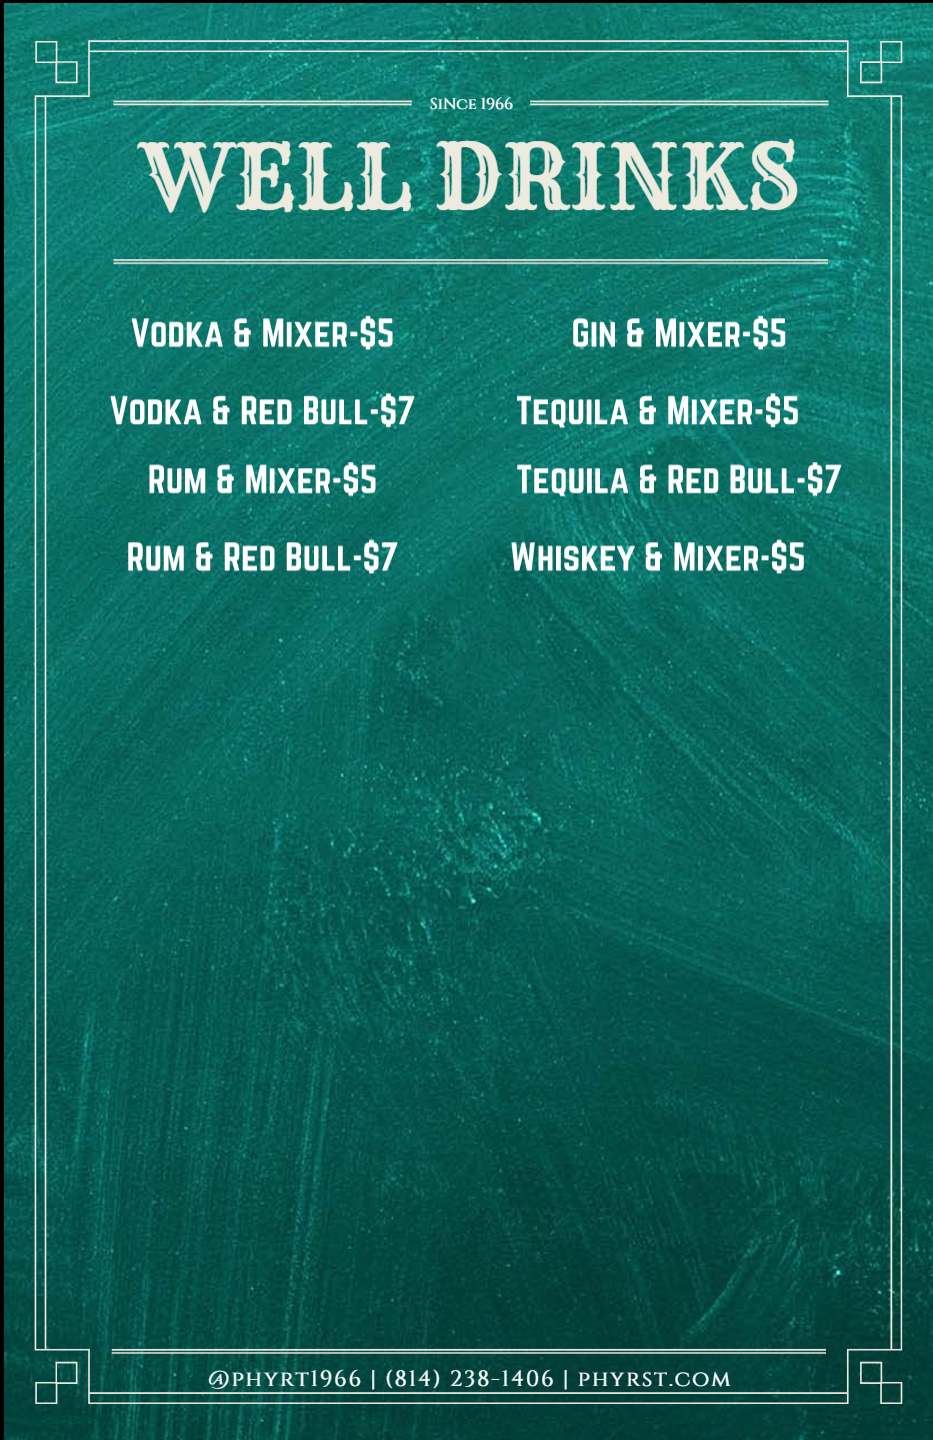 SINCE 1966
WELL DRINKS
VODKA & MIXER-$5
VODKA & RED BULL-$7
RUM & MIXER-$5
RUM & RED BULL-$7
GIN & MIXER-$5
TEQUILA & MIXER-$5
TEQUILA & RED BULL-$7
WHISKEY & MIXER-$5
@PHYRT1966 | (814) 238-1406 | PHYRST.COM